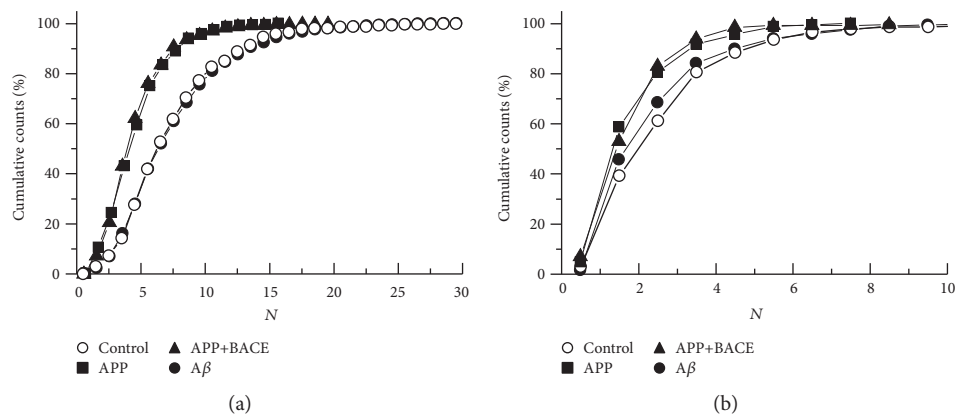 100
80
60
40
20
0
Cumulative counts (%)
0 5 10 15 20 25 30
N
Control APP+BACE
APP Aβ
(a)
100
80
60
40
20
0
Cumulative counts (%)
0 2 4 6 8 10
N
Control APP+BACE
APP Aβ
(b)